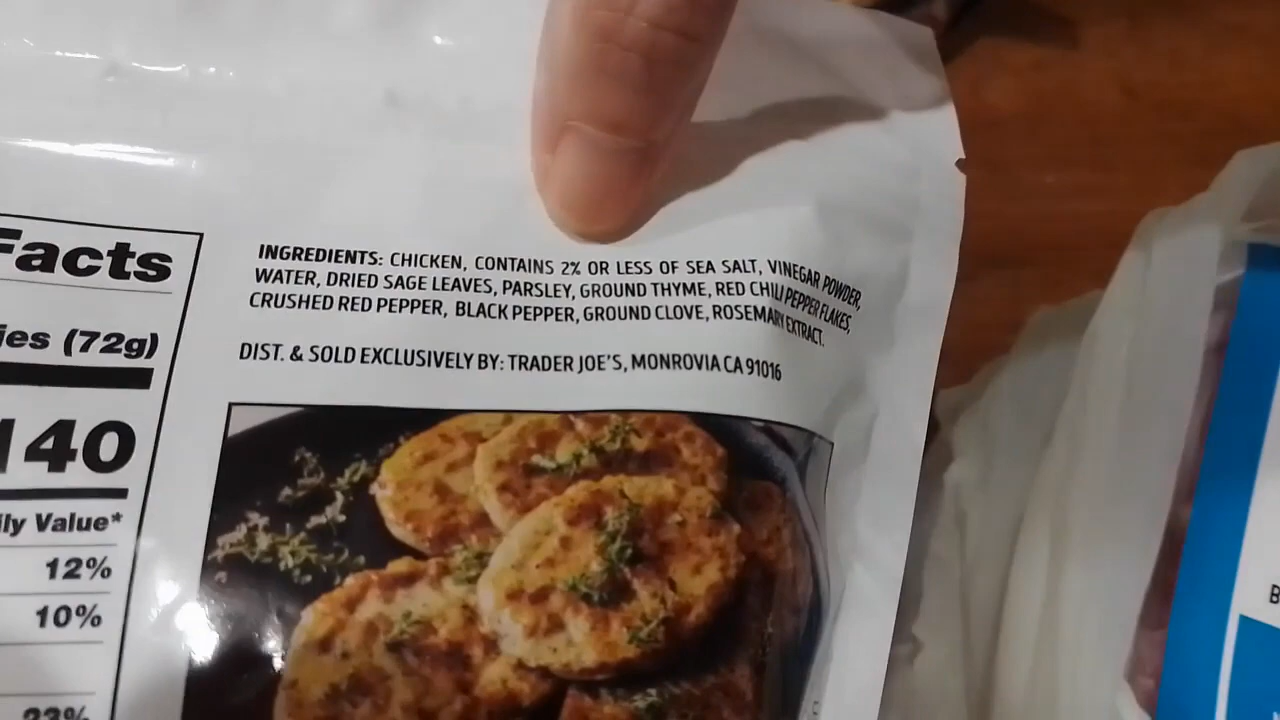 Facts
INGREDIENTS: CHICKEN, CONTAINS 2% OR LESS OF SEA SALT, VINEGAR POWDER,
WATER, DRIED SAGE LEAVES, PARSLEY, GROUND THYME, RED CHILI PEPPER FLAKES,
CRUSHED RED PEPPER, BLACK PEPPER, GROUND CLOVE, ROSEMARY EXTRACT.
DIST. & SOLD EXCLUSIVELY BY: TRADER JOE'S, MONROVIA CA 91016
ies (72g)
140
ily Value*
12%
10%
23%
B